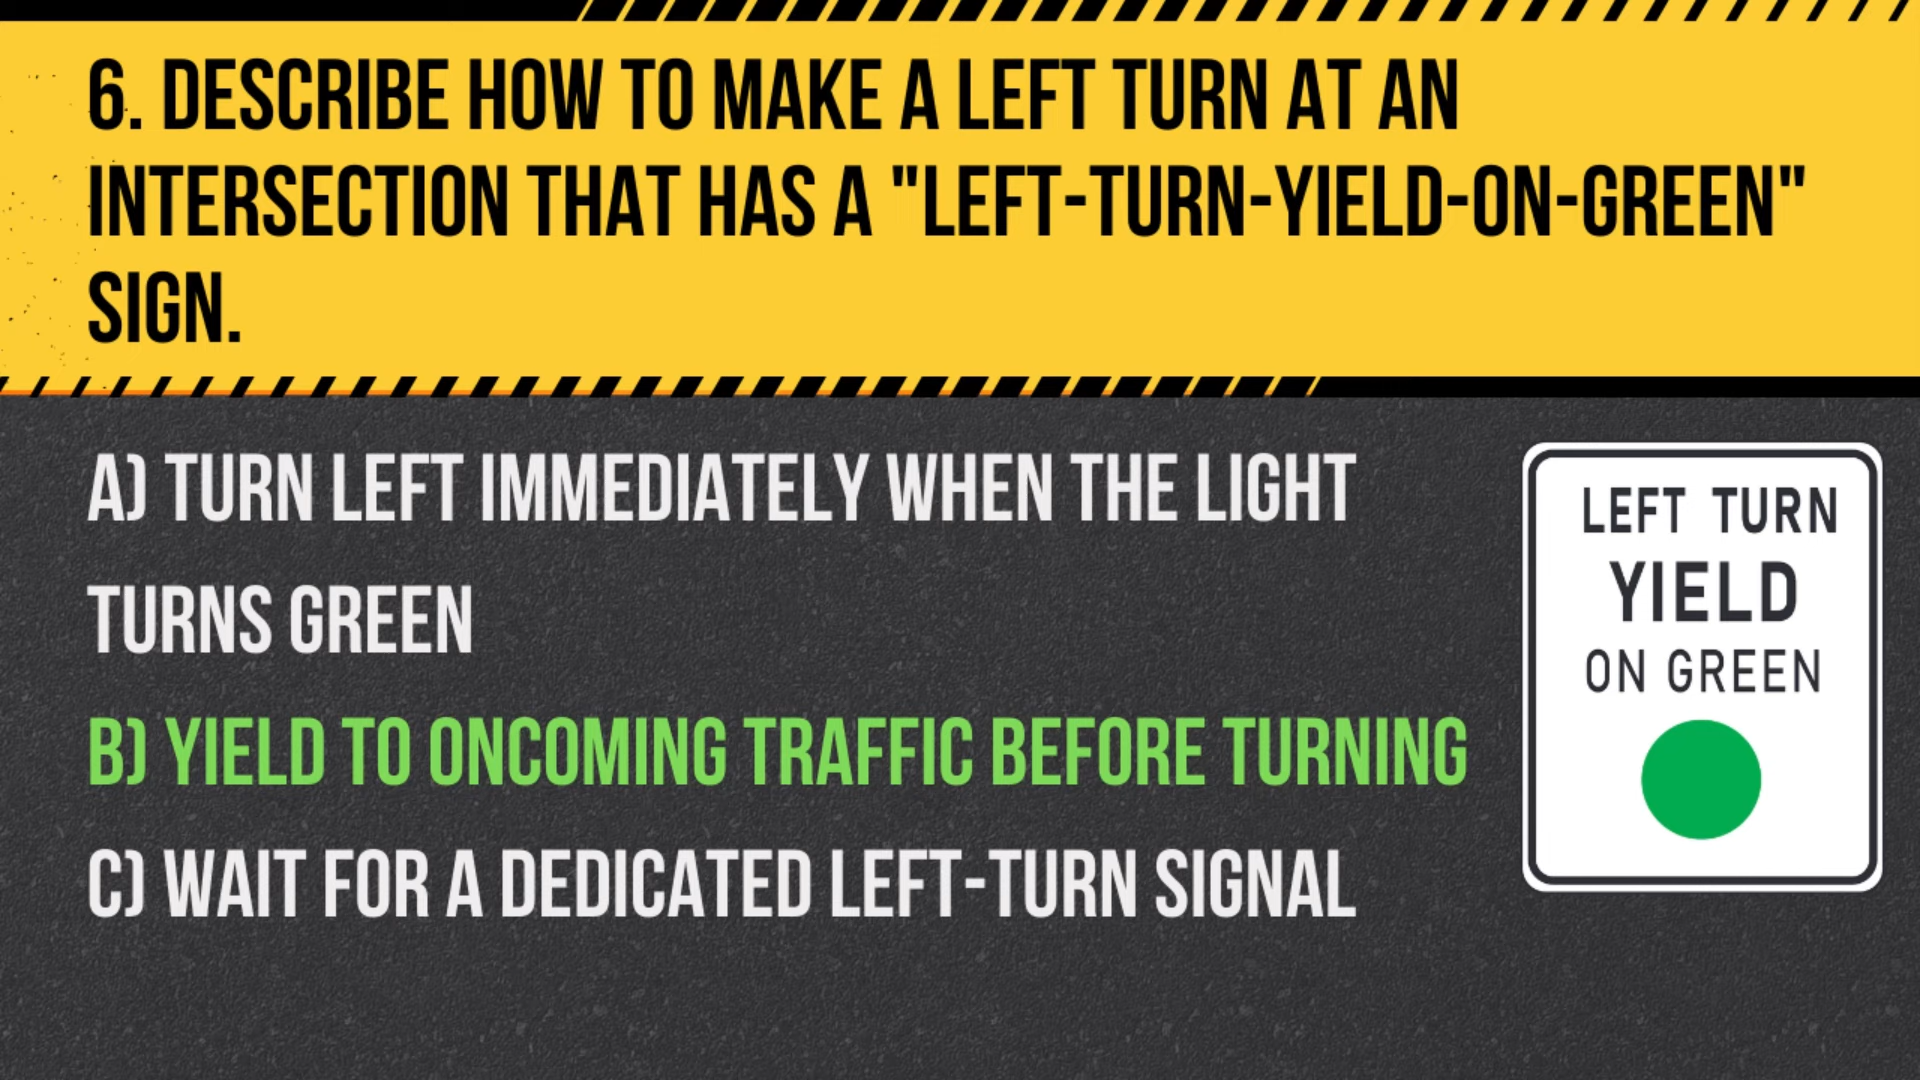 6. DESCRIBE HOW TO MAKE A LEFT TURN AT AN
INTERSECTION THAT HAS A "LEFT-TURN-YIELD-ON-GREEN"
SIGN.
A) TURN LEFT IMMEDIATELY WHEN THE LIGHT
TURNS GREEN
B) YIELD TO ONCOMING TRAFFIC BEFORE TURNING
C) WAIT FOR A DEDICATED LEFT-TURN SIGNAL
LEFT TURN
YIELD
ON GREEN